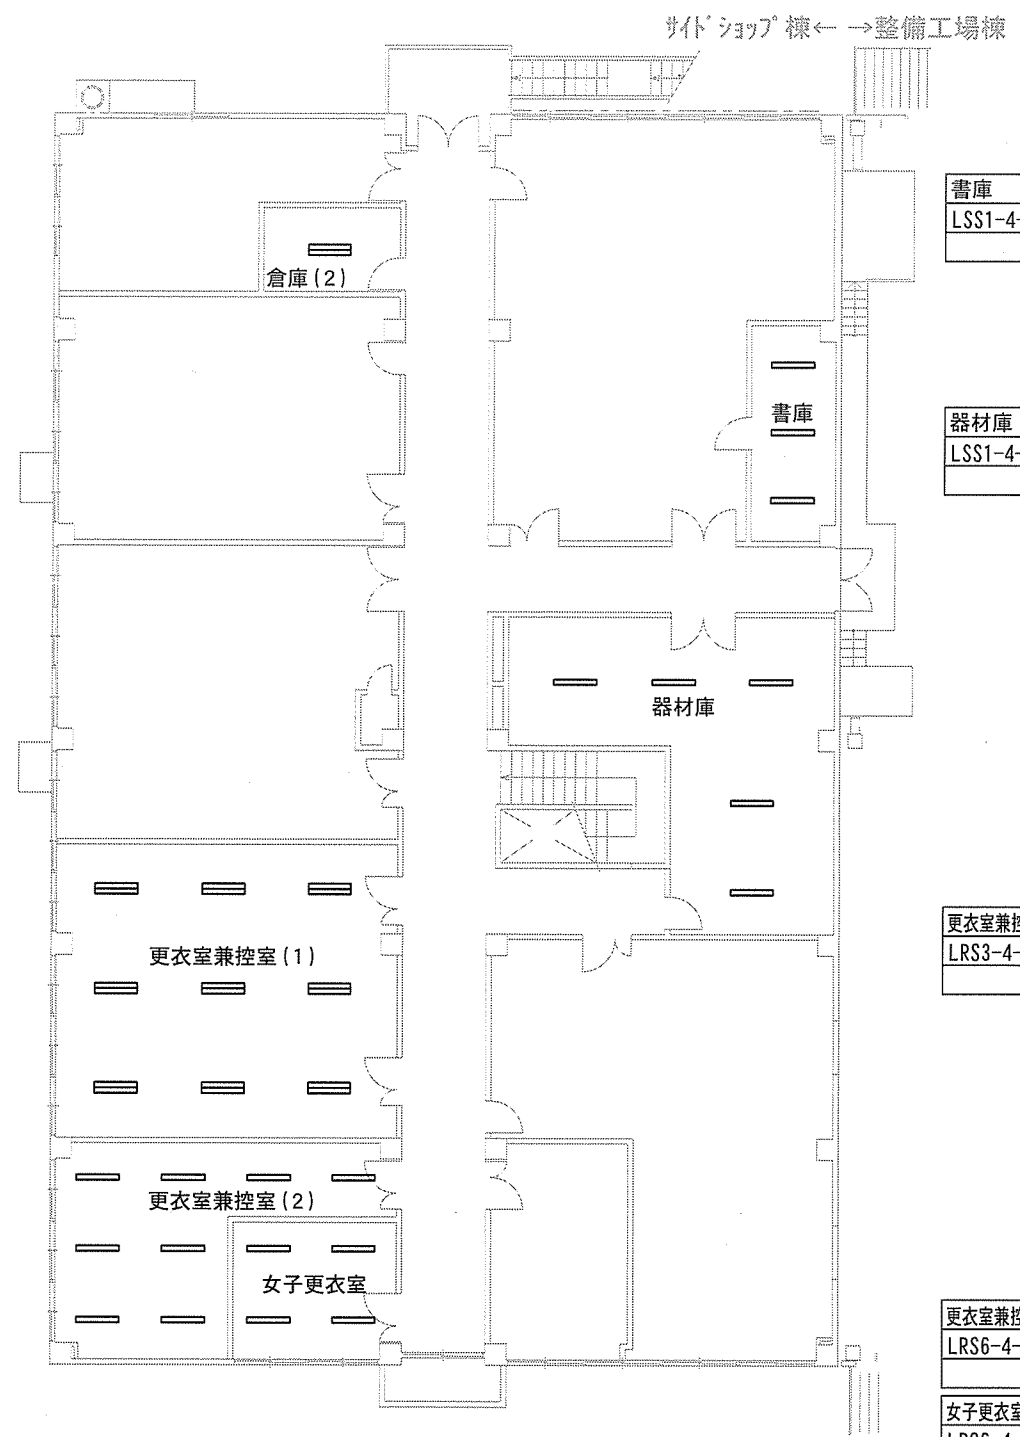 サイドショップ棟← →整備工場棟
書庫
LSS1-4-
倉庫(2)
書庫
器材庫
LSS1-4-
器材庫
更衣室兼控
LRS3-4-
更衣室兼控室(1)
更衣室兼控室(2)
女子更衣室
更衣室兼控
LRS6-4-
女子更衣室